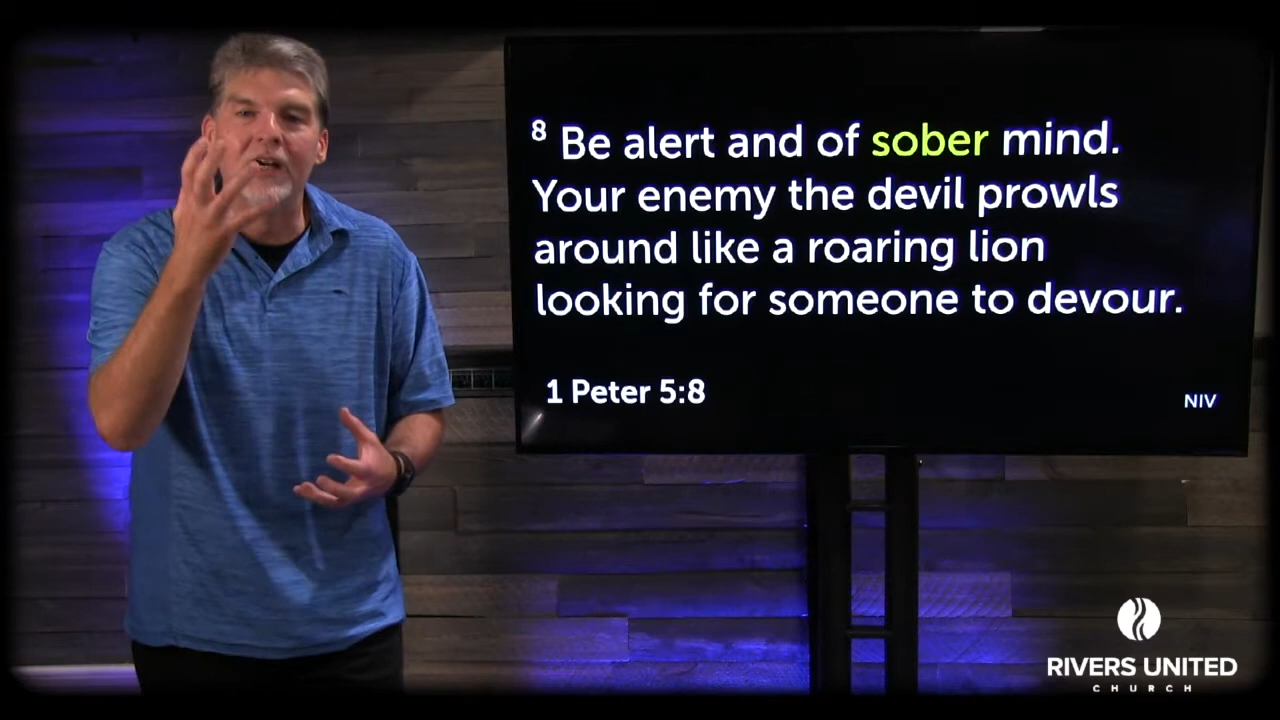 8 Be alert and of sober mind.
Your enemy the devil prowls
around like a roaring lion
looking for someone to devour.
1 Peter 5:8
NIV
RIVERS UNITED
CHURCH